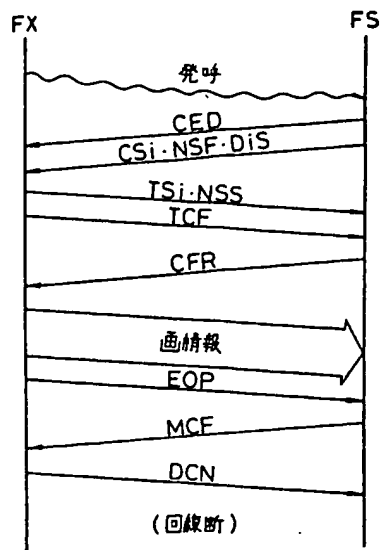 FX
FS
発呼
CED
CSi・NSF・DiS
TSi・NSS
TCF
CFR
画情報
EOP
MCF
DCN
(回線断)